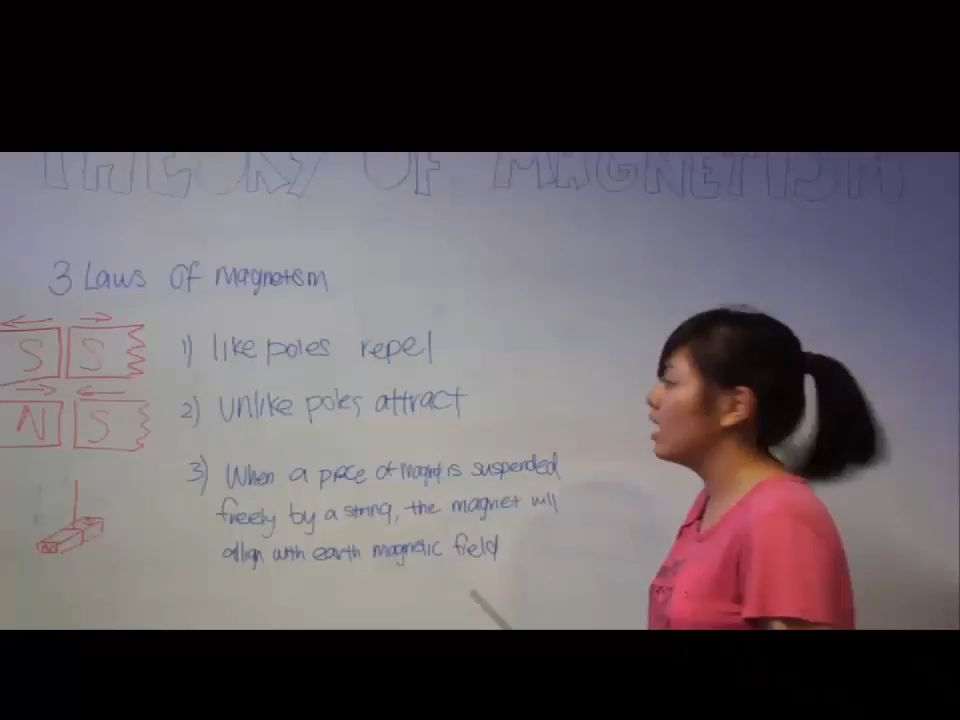 THEORY OF MAGNETISM
3 Laws of magnetism
S S
1) like poles repel
N S
2) unlike poles attract
3) When a piece of magnet is suspended
freely by a string, the magnet will
align with earth magnetic field